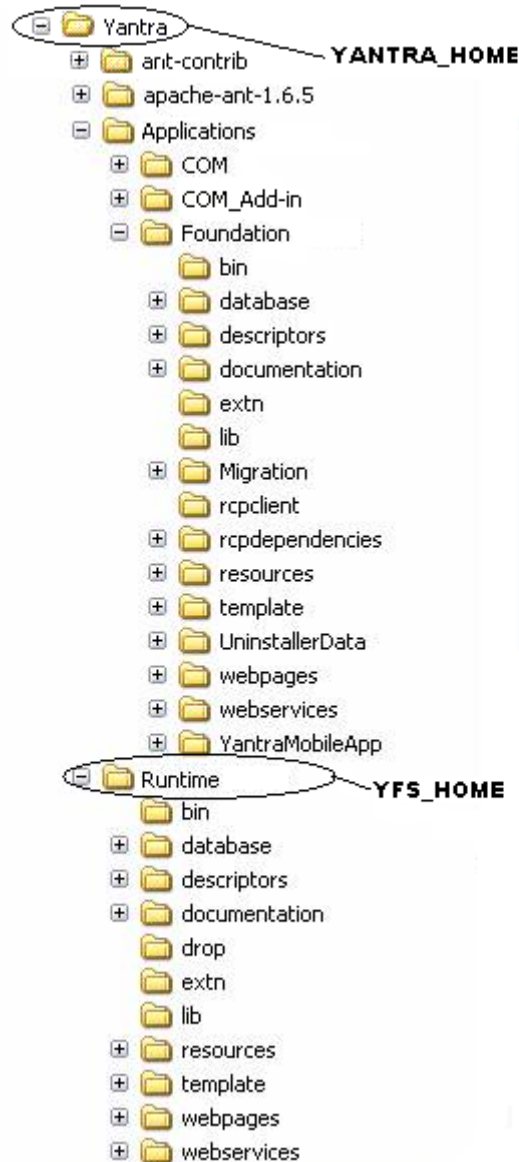 Yantra
YANTRA_HOME
ant-contrib
apache-ant-1.6.5
Applications
COM
COM_Add-in
Foundation
bin
database
descriptors
documentation
extn
lib
Migration
rcpclient
rcpdependencies
resources
template
UninstallerData
webpages
webservices
YantraMobileApp
Runtime
YFS_HOME
bin
database
descriptors
documentation
drop
extn
lib
resources
template
webpages
webservices